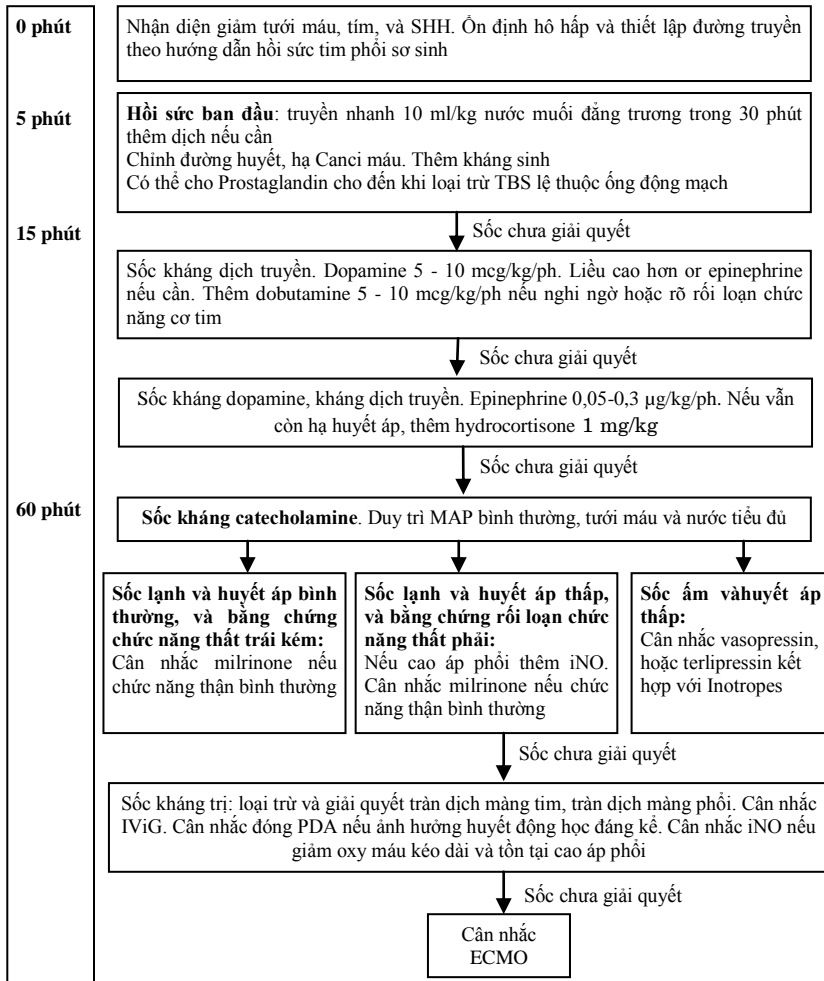 0 phút
Nhận diện giảm tưới máu, tím, và SHH. Ổn định hô hấp và thiết lập đường truyền
theo hướng dẫn hồi sức tim phổi sơ sinh
5 phút
Hồi sức ban đầu: truyền nhanh 10 ml/kg nước muối đẳng trương trong 30 phút
thêm dịch nếu cần
Chỉnh đường huyết, hạ Canci máu. Thêm kháng sinh
Có thể cho Prostaglandin cho đến khi loại trừ TBS lệ thuộc ống động mạch
15 phút
Sốc chưa giải quyết
Sốc kháng dịch truyền. Dopamine 5 - 10 mcg/kg/ph. Liều cao hơn or epinephrine
nếu cần. Thêm dobutamine 5 - 10 mcg/kg/ph nếu nghi ngờ hoặc rõ rối loạn chức
năng cơ tim
Sốc chưa giải quyết
Sốc kháng dopamine, kháng dịch truyền. Epinephrine 0,05-0,3 µg/kg/ph. Nếu vẫn
còn hạ huyết áp, thêm hydrocortisone 1 mg/kg
Sốc chưa giải quyết
60 phút
Sốc kháng catecholamine. Duy trì MAP bình thường, tưới máu và nước tiểu đủ
Sốc lạnh và huyết áp bình
thường, và bằng chứng
chức năng thất trái kém:
Cân nhắc milrinone nếu
chức năng thận bình thường
Sốc lạnh và huyết áp thấp,
và bằng chứng rối loạn chức
năng thất phải:
Nếu cao áp phổi thêm iNO.
Cân nhắc milrinone nếu chức
năng thận bình thường
Sốc ấm vàhuyết áp
thấp:
Cân nhắc vasopressin,
hoặc terlipressin kết
hợp với Inotropes
Sốc chưa giải quyết
Sốc kháng trị: loại trừ và giải quyết tràn dịch màng tim, tràn dịch màng phổi. Cân nhắc
IViG. Cân nhắc đóng PDA nếu ảnh hưởng huyết động học đáng kể. Cân nhắc iNO nếu
giảm oxy máu kéo dài và tồn tại cao áp phổi
Sốc chưa giải quyết
Cân nhắc
ECMO